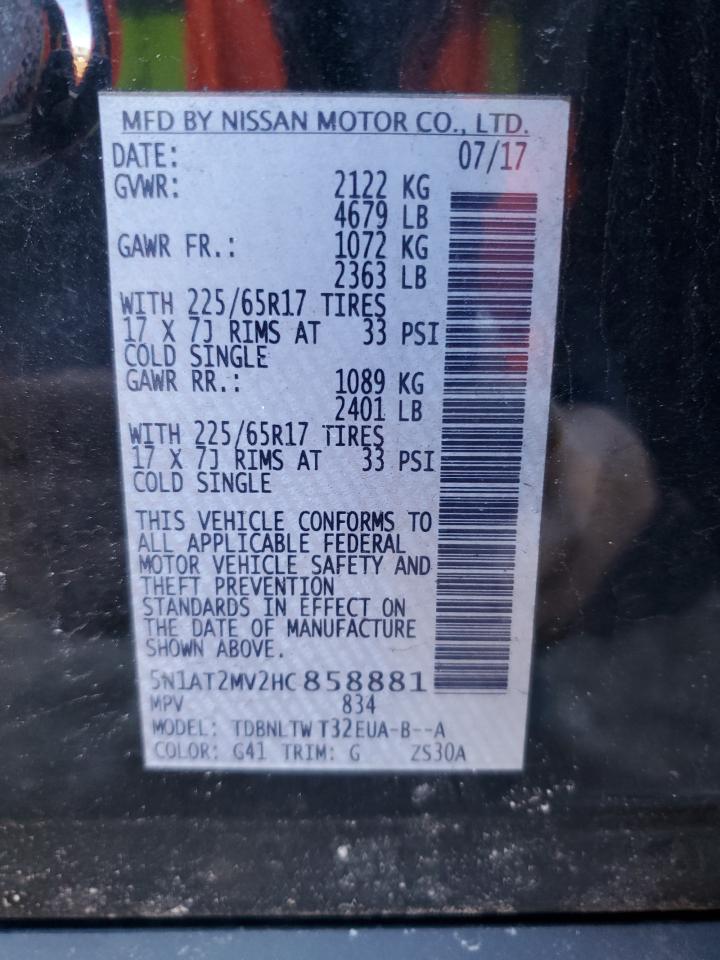 MFD BY NISSAN MOTOR CO., LTD.
DATE: 07/17
GVWR: 2122 KG
4679 LB
GAWR FR.: 1072 KG
2363 LB
WITH 225/65R17 TIRES
17 X 7J RIMS AT 33 PSI
COLD SINGLE
GAWR RR.: 1089 KG
2401 LB
WITH 225/65R17 TIRES
17 X 7J RIMS AT 33 PSI
COLD SINGLE
THIS VEHICLE CONFORMS TO
ALL APPLICABLE FEDERAL
MOTOR VEHICLE SAFETY AND
THEFT PREVENTION
STANDARDS IN EFFECT ON
THE DATE OF MANUFACTURE
SHOWN ABOVE.
5N1AT2MV2HC858881
MPV 834
MODEL: TDBNLTW T32EUA-B--A
COLOR: G41 TRIM: G ZS30A